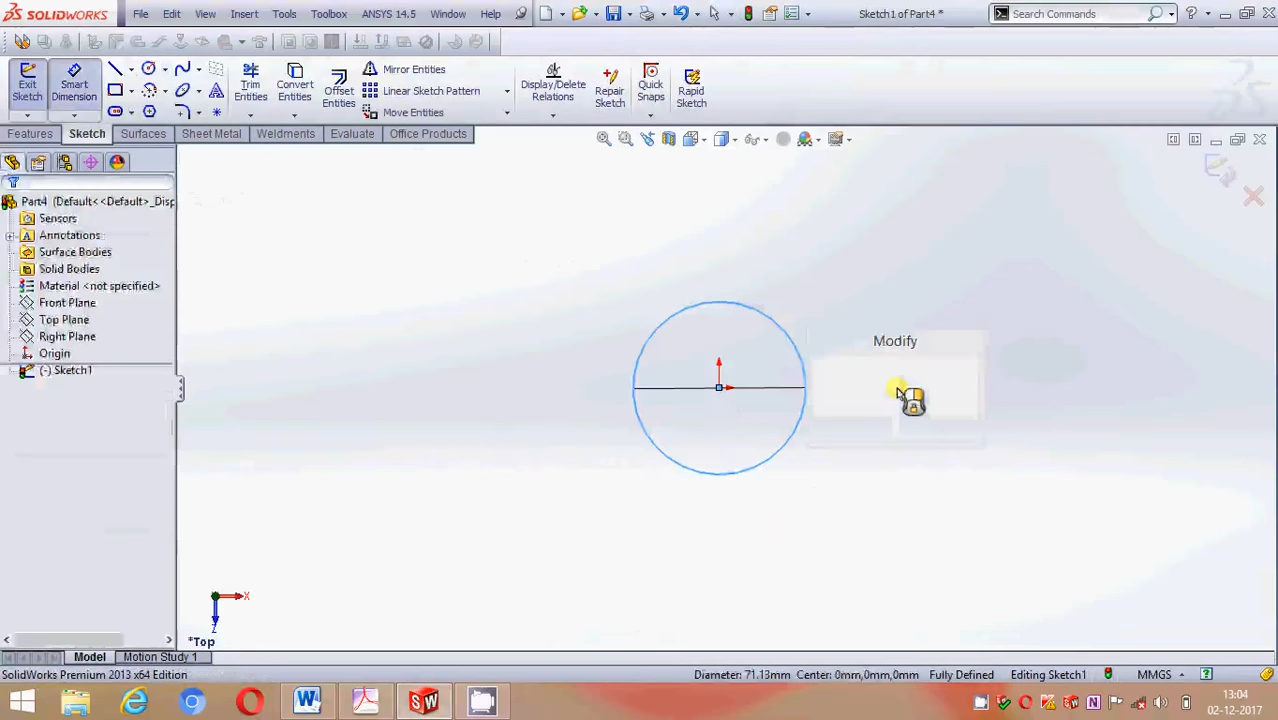 SOLIDWORKS File Edit View Insert Tools Toolbox ANSYS 14.5 Window Help Sketch1 of Part4 * Search Commands
Exit Sketch Smart Dimension Trim Entities Convert Entities Offset Entities Mirror Entities Linear Sketch Pattern Move Entities Display/Delete Relations Repair Sketch Quick Snaps Rapid Sketch
Features Sketch Surfaces Sheet Metal Weldments Evaluate Office Products
Part4 (Default<<Default>_Disp
Sensors
Annotations
Surface Bodies
Solid Bodies
Material <not specified>
Front Plane
Top Plane
Right Plane
Origin
(-) Sketch1
Modify
X
Z
*Top
Model Motion Study 1
SolidWorks Premium 2013 x64 Edition Diameter: 71.13mm Center: 0mm,0mm,0mm Fully Defined Editing Sketch1 MMGS
13:04
02-12-2017